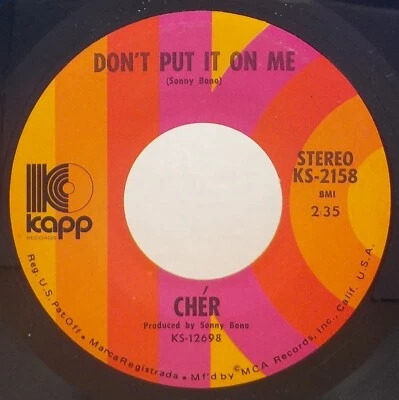 DON'T PUT IT ON ME
(Sonny Bono)
K
kapp
RECORDS
STEREO
KS-2158
BMI
2:35
CHÉR
Produced by Sonny Bono
KS-12698
Reg. U.S. Pat. Off. • Marca Registrada • Mf'd by ©MCA Records, Inc., Calif. U.S.A.